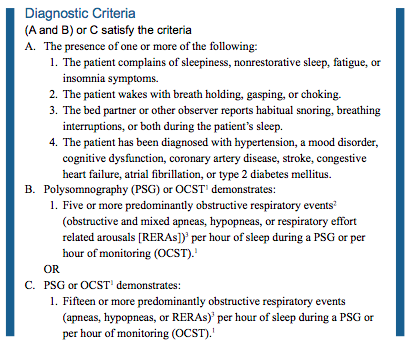 Diagnostic Criteria
(A and B) or C satisfy the criteria
A. The presence of one or more of the following:
1. The patient complains of sleepiness, nonrestorative sleep, fatigue, or
insomnia symptoms.
2. The patient wakes with breath holding, gasping, or choking.
3. The bed partner or other observer reports habitual snoring, breathing
interruptions, or both during the patient's sleep.
4. The patient has been diagnosed with hypertension, a mood disorder,
cognitive dysfunction, coronary artery disease, stroke, congestive
heart failure, atrial fibrillation, or type 2 diabetes mellitus.
B. Polysomnography (PSG) or OCST¹ demonstrates:
1. Five or more predominantly obstructive respiratory events²
(obstructive and mixed apneas, hypopneas, or respiratory effort
related arousals [RERAs])³ per hour of sleep during a PSG or per
hour of monitoring (OCST).¹
OR
C. PSG or OCST¹ demonstrates:
1. Fifteen or more predominantly obstructive respiratory events
(apneas, hypopneas, or RERAs)³ per hour of sleep during a PSG or
per hour of monitoring (OCST).¹